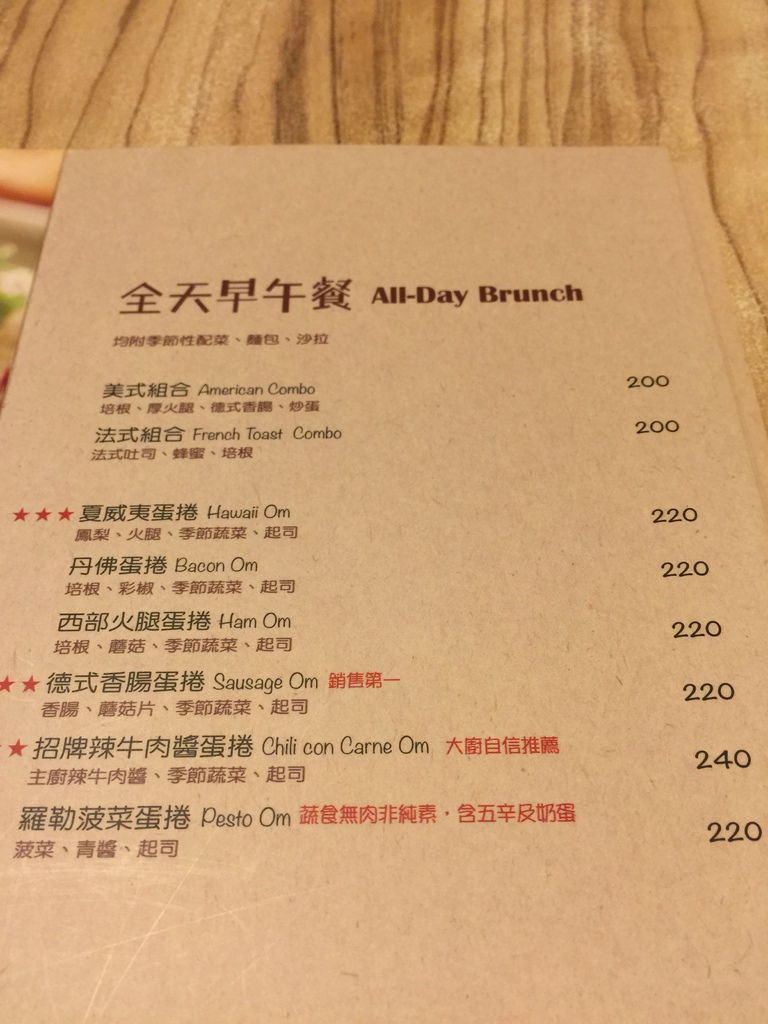 全天早午餐 All-Day Brunch
均附季節性配菜、麵包、沙拉
美式組合 American Combo 200
培根、厚火腿、德式香腸、炒蛋
法式組合 French Toast Combo 200
法式吐司、蜂蜜、培根
★★★夏威夷蛋捲 Hawaii Om 220
鳳梨、火腿、季節蔬菜、起司
丹佛蛋捲 Bacon Om 220
培根、彩椒、季節蔬菜、起司
西部火腿蛋捲 Ham Om 220
培根、蘑菇、季節蔬菜、起司
★★德式香腸蛋捲 Sausage Om 銷售第一 220
香腸、蘑菇片、季節蔬菜、起司
★招牌辣牛肉醬蛋捲 Chili con Carne Om 大廚自信推薦 240
主廚辣牛肉醬、季節蔬菜、起司
羅勒菠菜蛋捲 Pesto Om 蔬食無肉非純素，含五辛及奶蛋 220
菠菜、青醬、起司